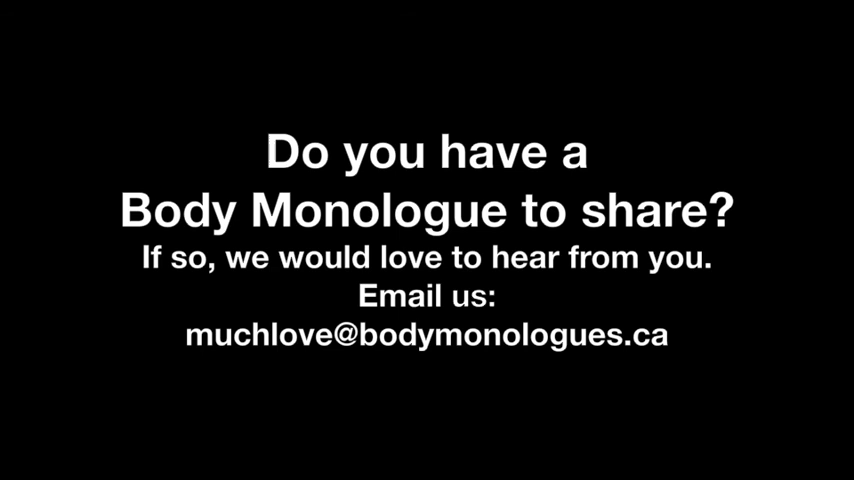 Do you have a
Body Monologue to share?
If so, we would love to hear from you.
Email us:
muchlove@bodymonologues.ca